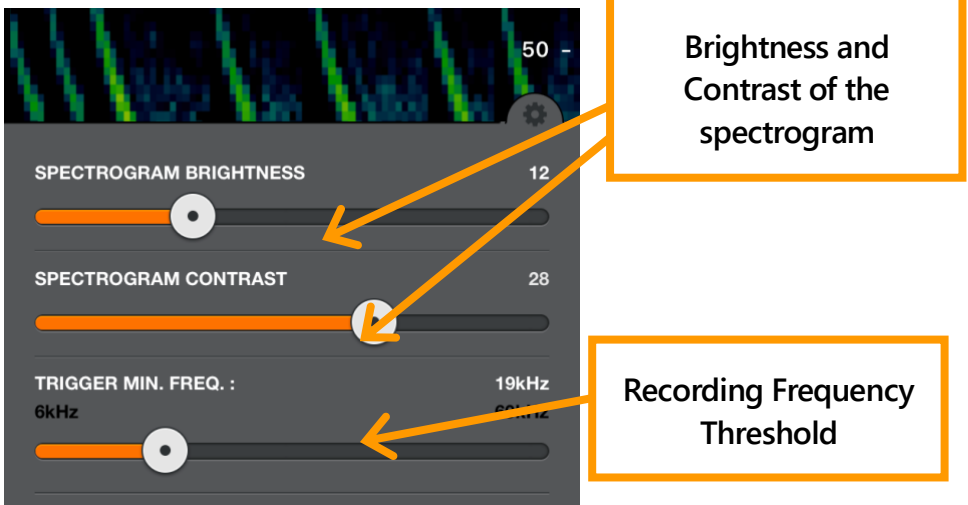 50 -
Brightness and
Contrast of the
spectrogram
SPECTROGRAM BRIGHTNESS 12
SPECTROGRAM CONTRAST 28
TRIGGER MIN. FREQ. : 19kHz
6kHz
Recording Frequency
Threshold